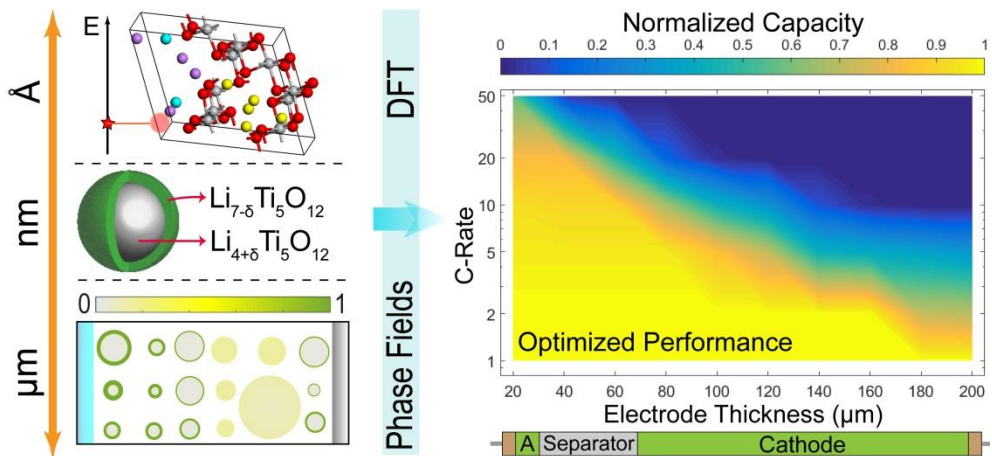 Å
nm
μm
E
Li₇₋δTi₅O₁₂
Li₄₊δTi₅O₁₂
0
1
DFT
Phase Fields
Normalized Capacity
0 0.1 0.2 0.3 0.4 0.5 0.6 0.7 0.8 0.9 1
C-Rate
50
20
10
5
2
1
Optimized Performance
20 40 60 80 100 120 140 160 180 200
Electrode Thickness (μm)
A Separator Cathode